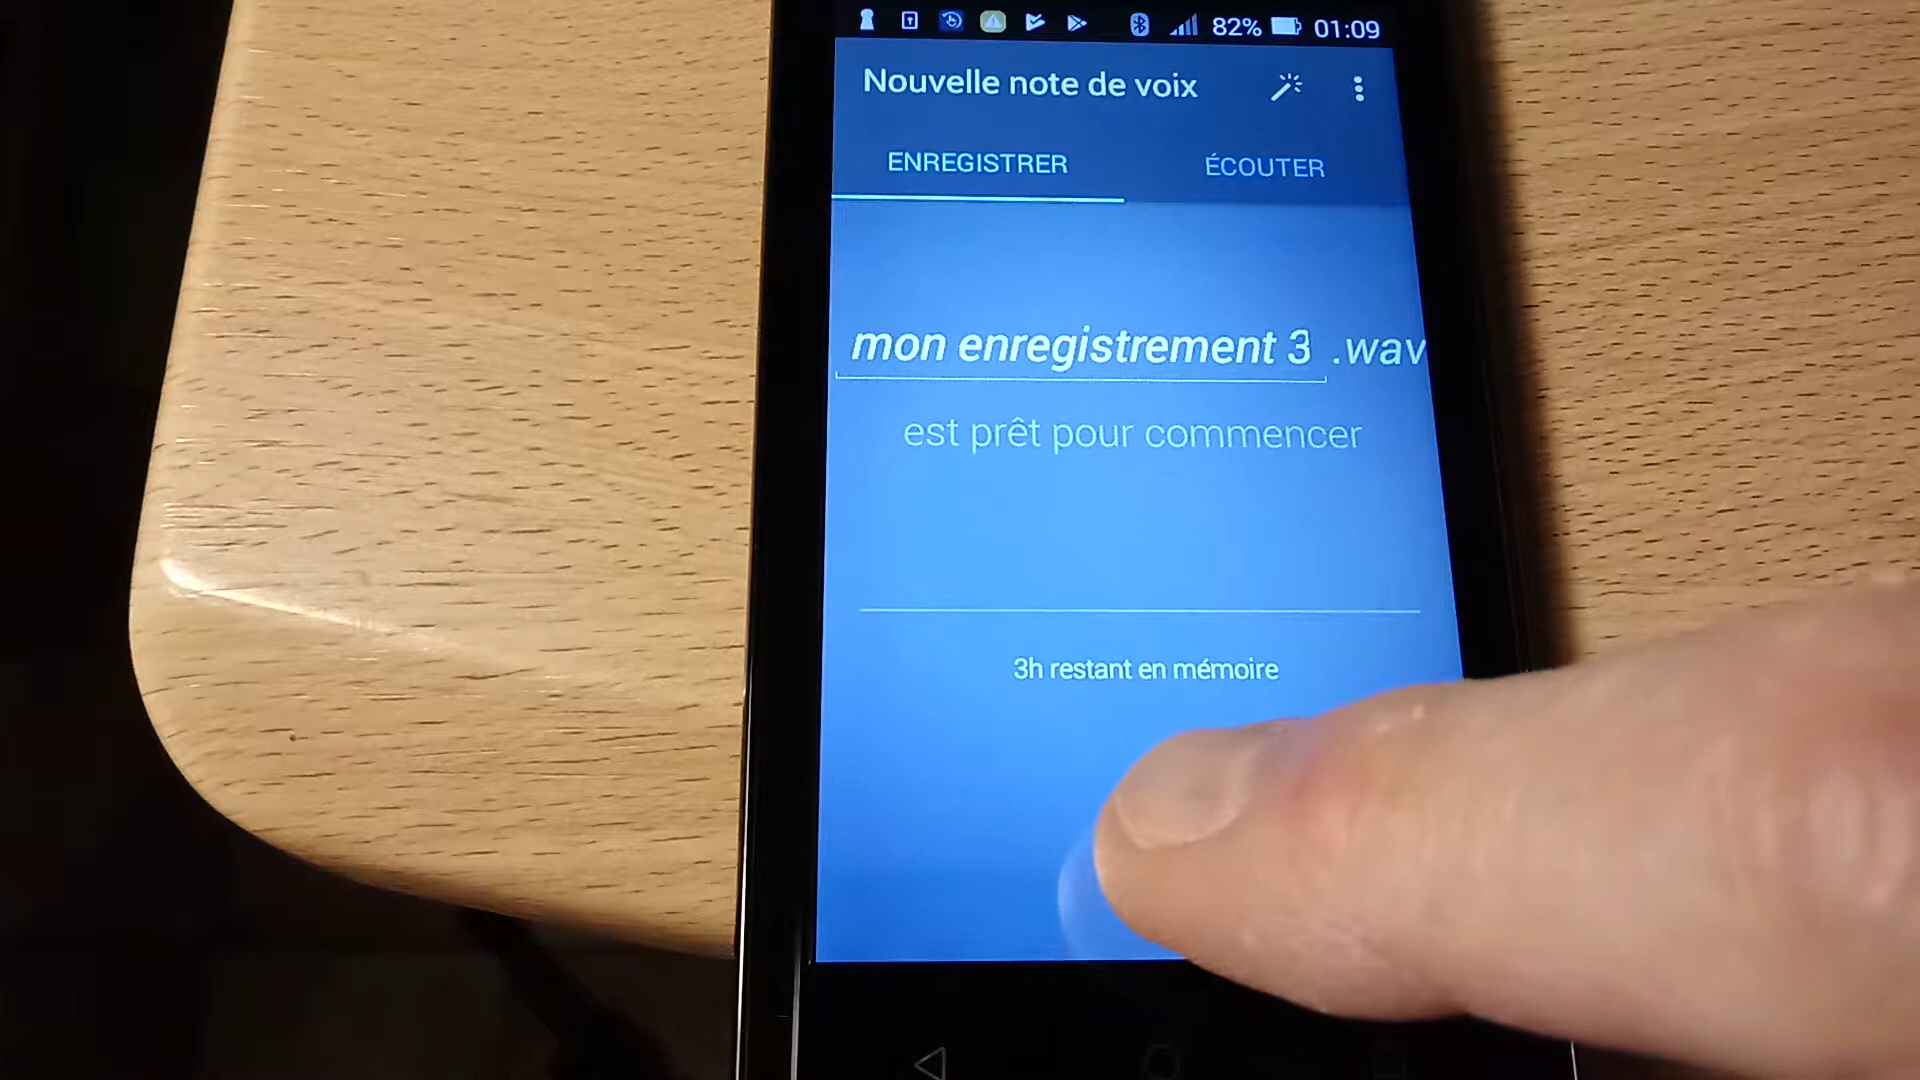 82% 01:09
Nouvelle note de voix
ENREGISTRER ÉCOUTER
mon enregistrement 3 .wav
est prêt pour commencer
3h restant en mémoire